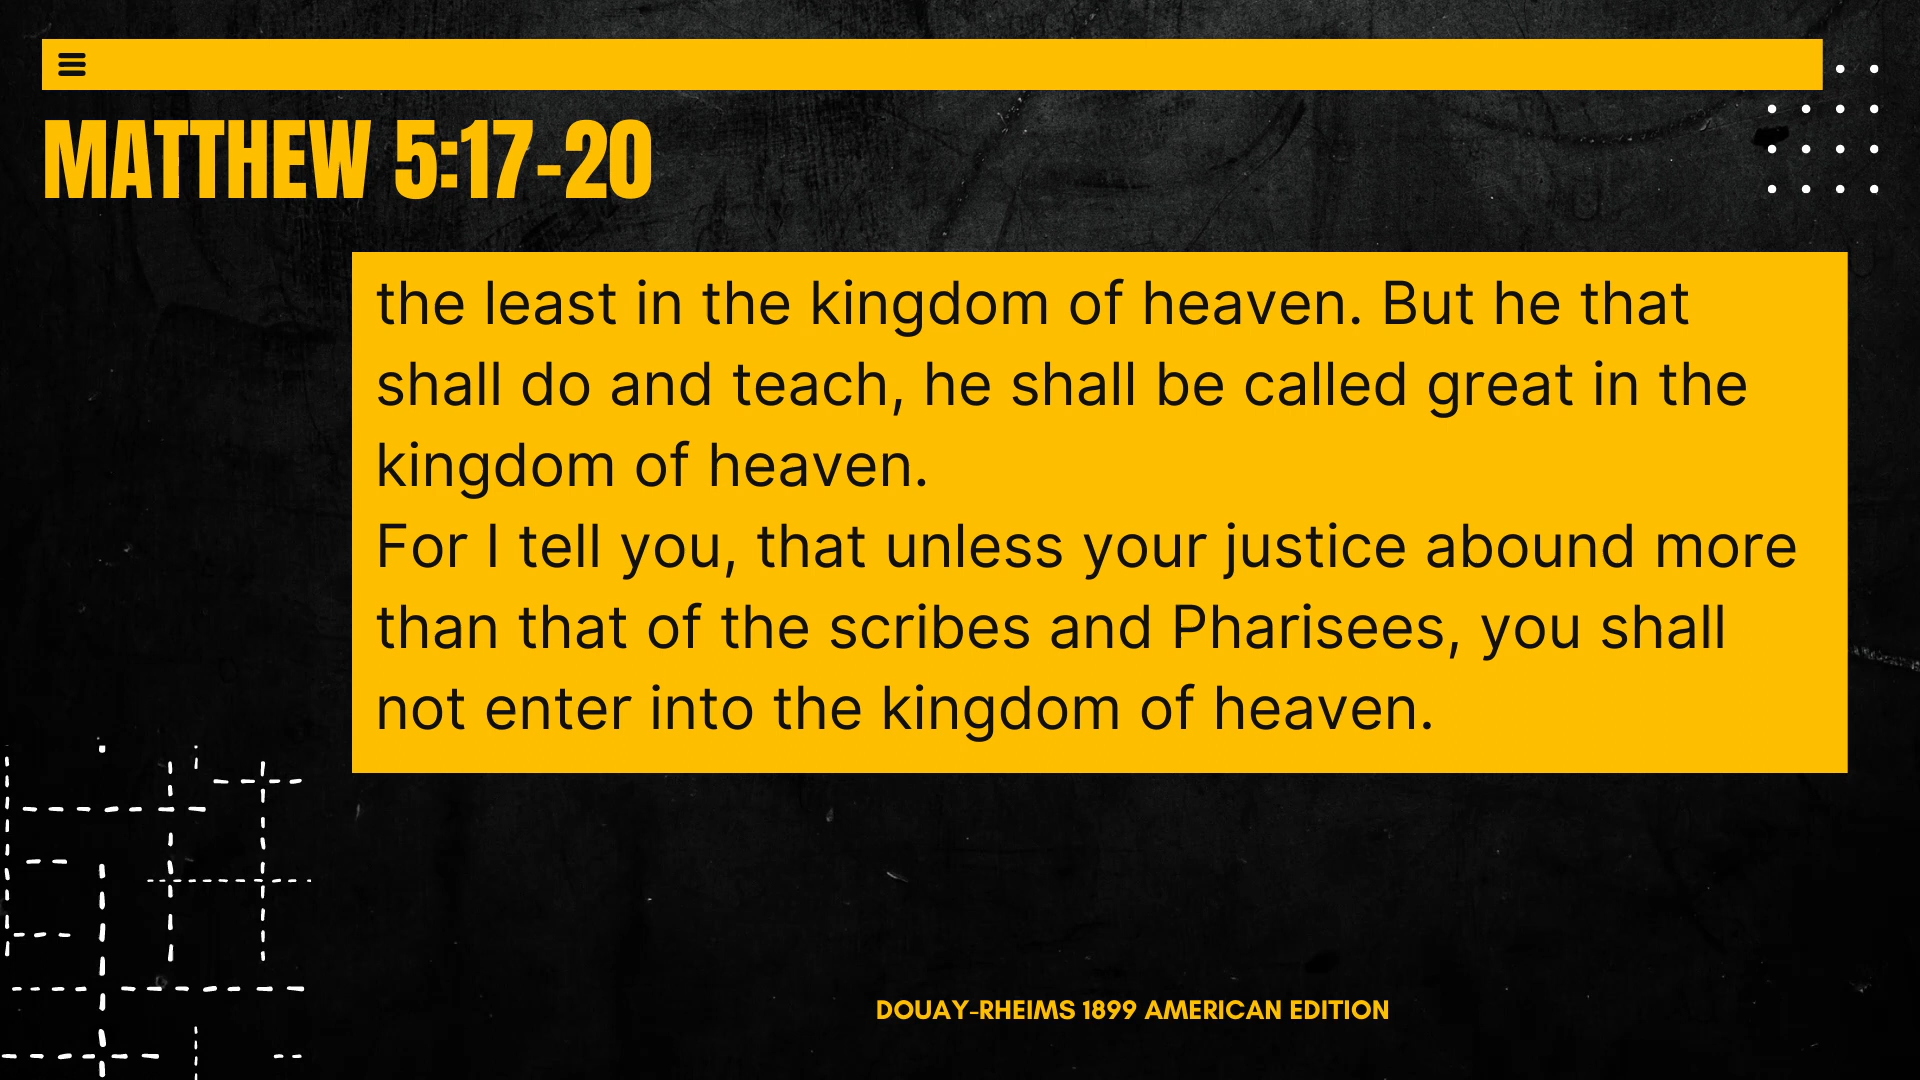 MATTHEW 5:17-20
the least in the kingdom of heaven. But he that
shall do and teach, he shall be called great in the
kingdom of heaven.
For I tell you, that unless your justice abound more
than that of the scribes and Pharisees, you shall
not enter into the kingdom of heaven.
DOUAY-RHEIMS 1899 AMERICAN EDITION